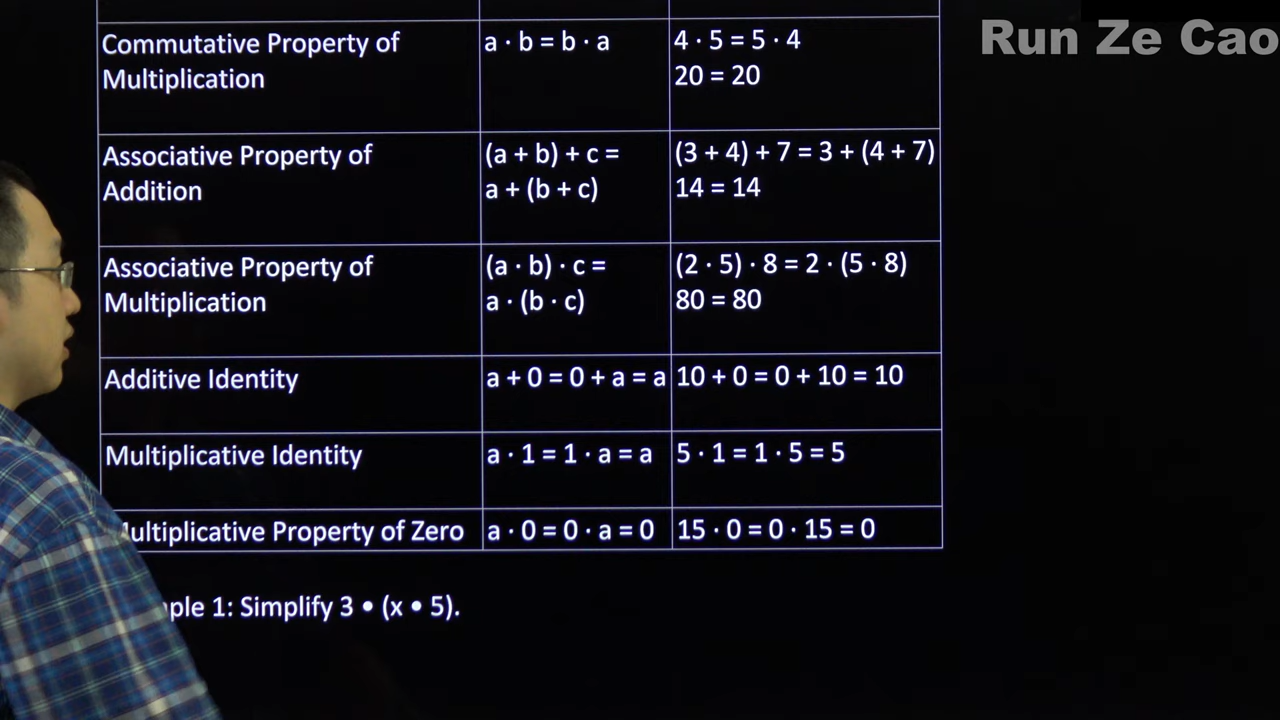 Run Ze Cao
Commutative Property of
Multiplication
a · b = b · a
4 · 5 = 5 · 4
20 = 20
Associative Property of
Addition
(a + b) + c =
a + (b + c)
(3 + 4) + 7 = 3 + (4 + 7)
14 = 14
Associative Property of
Multiplication
(a · b) · c =
a · (b · c)
(2 · 5) · 8 = 2 · (5 · 8)
80 = 80
Additive Identity
a + 0 = 0 + a = a
10 + 0 = 0 + 10 = 10
Multiplicative Identity
a · 1 = 1 · a = a
5 · 1 = 1 · 5 = 5
ultiplicative Property of Zero
a · 0 = 0 · a = 0
15 · 0 = 0 · 15 = 0
ple 1: Simplify 3 • (x • 5).